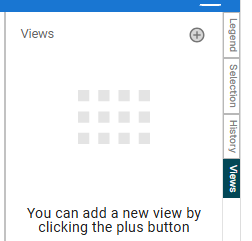 Views
You can add a new view by
clicking the plus button
Legend
Selection
History
Views